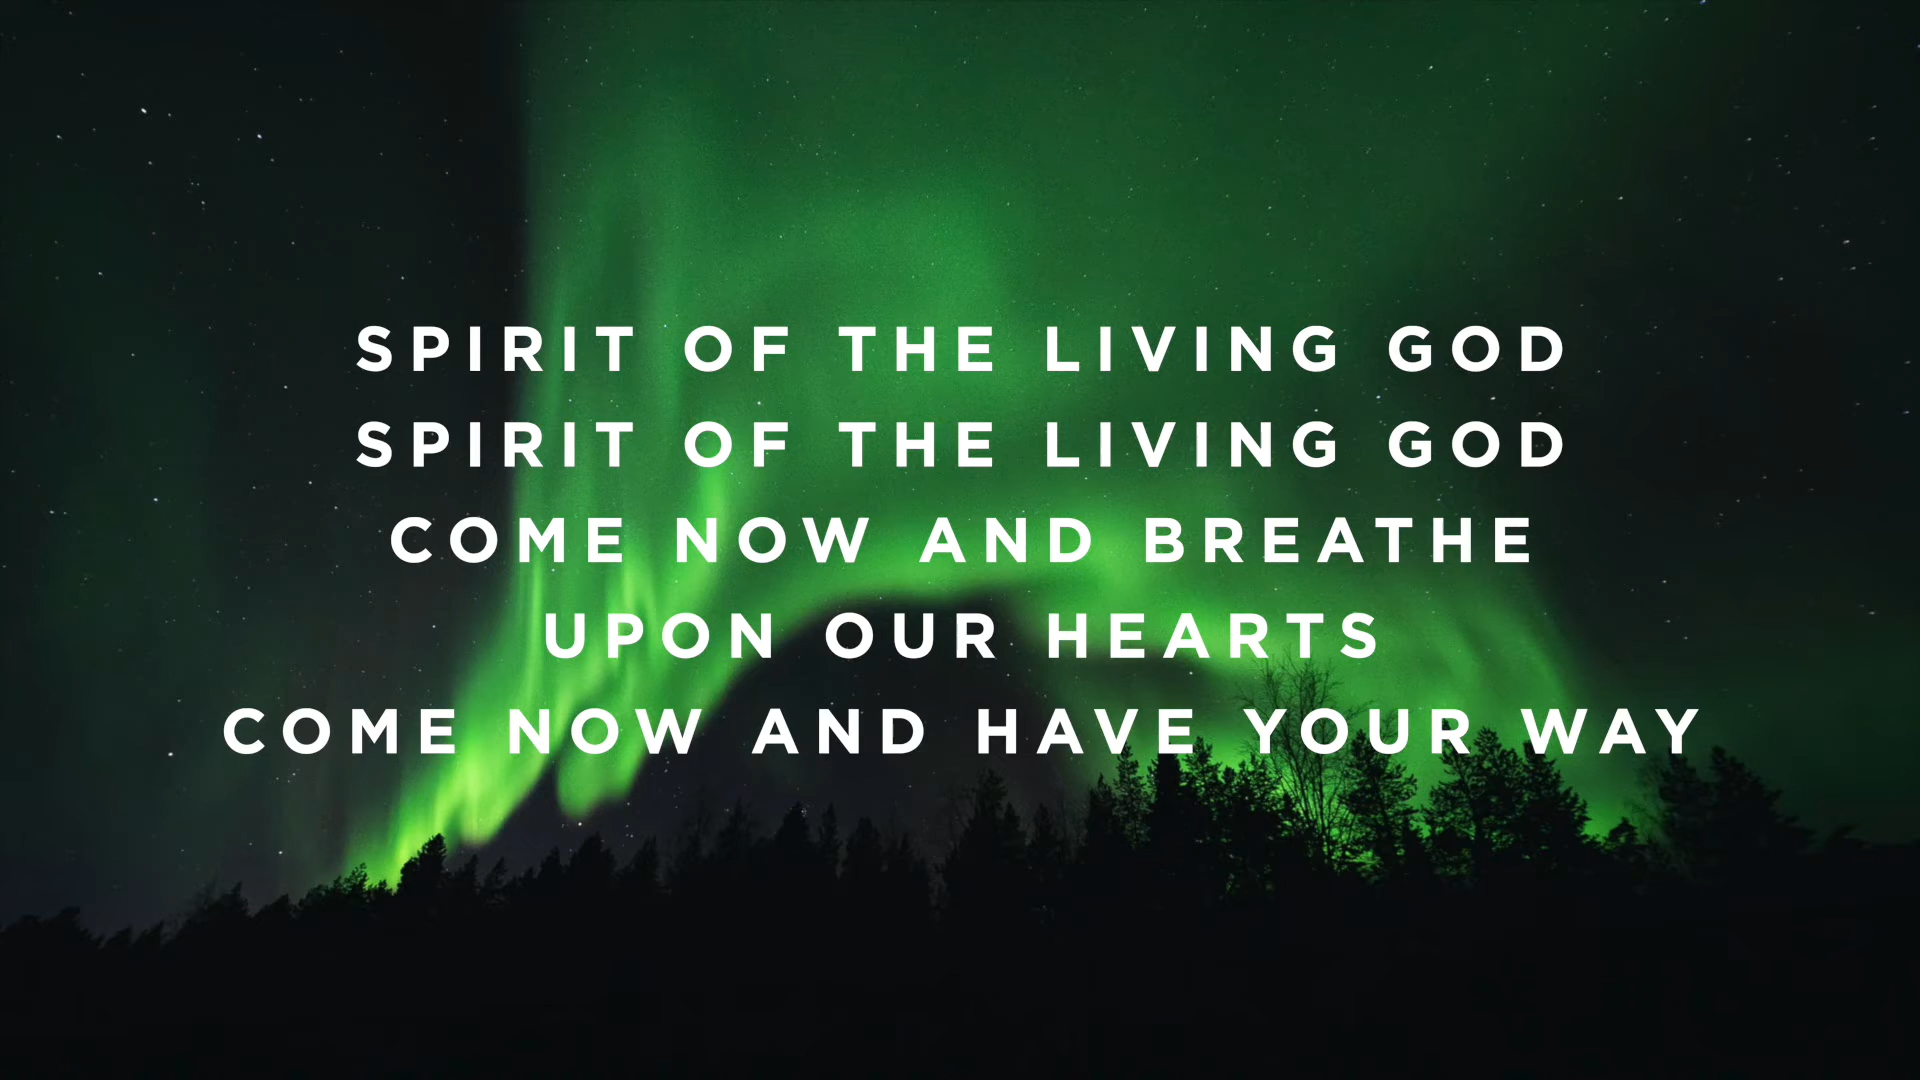 SPIRIT OF THE LIVING GOD
SPIRIT OF THE LIVING GOD
COME NOW AND BREATHE
UPON OUR HEARTS
COME NOW AND HAVE YOUR WAY